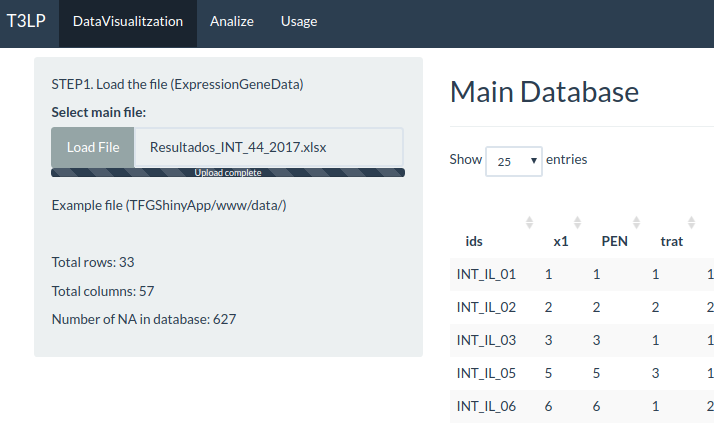 T3LP DataVisualitzation Analize Usage
STEP1. Load the file (ExpressionGeneData)
Select main file:
Load File Resultados_INT_44_2017.xlsx
Upload complete
Example file (TFGShinyApp/www/data/)
Total rows: 33
Total columns: 57
Number of NA in database: 627
Main Database
Show 25 entries
ids x1 PEN trat
INT_IL_01 1 1 1 1
INT_IL_02 2 2 2 2
INT_IL_03 3 3 1 1
INT_IL_05 5 5 3 1
INT_IL_06 6 6 1 2